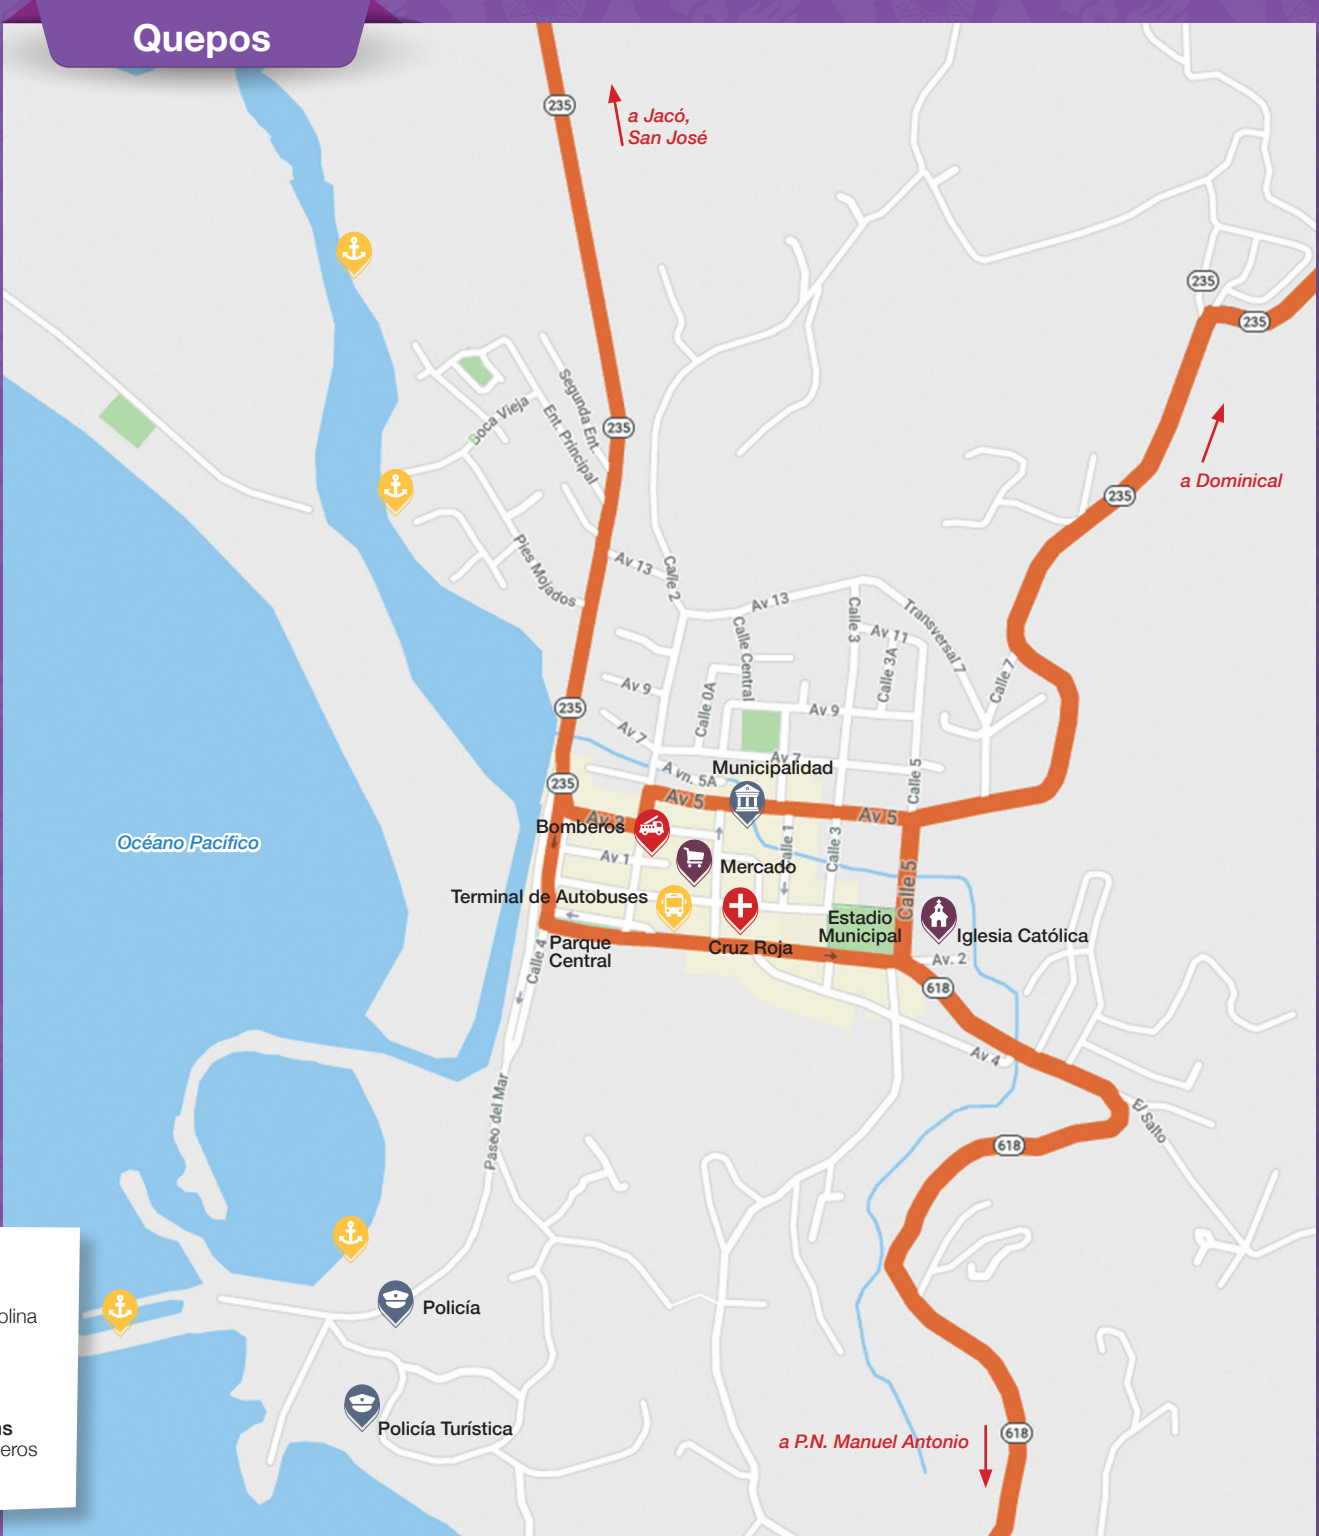 Quepos
235
a Jacó,
San José
235
235
235
a Dominical
235
235
Segunda Ent.
Boca Vieja
Ent. Principal
Pies Mojados
Av 13
Calle 2
Av 13
Calle Central
Calle 3
Av 11
Calle 3A
Transversal 7
Calle 7
Av 9
Calle 0A
Av 9
Av 7
Av 7
235
235
A vn. 5A
Municipalidad
Calle 5
Av 5
Av 5
Bomberos
Av 1
Calle 1
Calle 3
Mercado
Calle 5
Océano Pacífico
Terminal de Autobuses
Estadio
Municipal
Iglesia Católica
Parque
Central
Cruz Roja
Calle 4
Av. 2
618
Av 4
El Salto
Paseo del Mar
618
Policía
olina
Policía Turística
as
eros
a P.N. Manuel Antonio
618